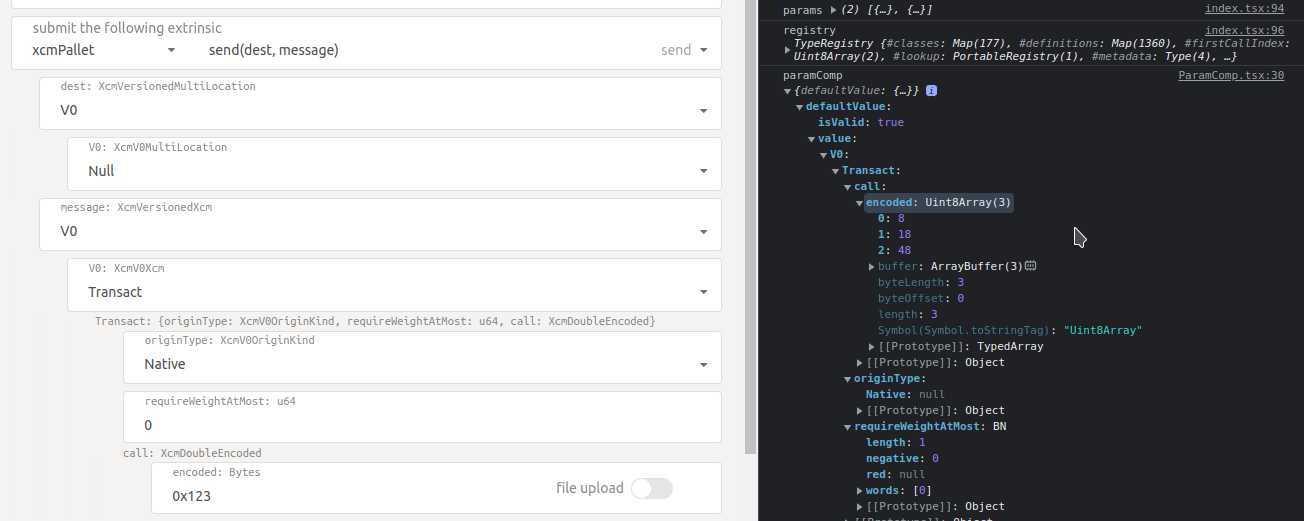 submit the following extrinsic
xcmPallet
send(dest, message)
send
dest: XcmVersionedMultiLocation
V0
V0: XcmV0MultiLocation
Null
message: XcmVersionedXcm
V0
V0: XcmV0Xcm
Transact
Transact: {originType: XcmV0OriginKind, requireWeightAtMost: u64, call: XcmDoubleEncoded}
originType: XcmV0OriginKind
Native
requireWeightAtMost: u64
0
call: XcmDoubleEncoded
encoded: Bytes
0x123
file upload
params (2) [{…}, {…}] index.tsx:94
registry index.tsx:96
TypeRegistry {#classes: Map(177), #definitions: Map(1360), #firstCallIndex:
Uint8Array(2), #lookup: PortableRegistry(1), #metadata: Type(4), …}
paramComp ParamComp.tsx:30
{defaultValue: {…}} i
defaultValue:
isValid: true
value:
V0:
Transact:
call:
encoded: Uint8Array(3)
0: 8
1: 18
2: 48
buffer: ArrayBuffer(3)
byteLength: 3
byteOffset: 0
length: 3
Symbol(Symbol.toStringTag): "Uint8Array"
[[Prototype]]: TypedArray
[[Prototype]]: Object
originType:
Native: null
[[Prototype]]: Object
requireWeightAtMost: BN
length: 1
negative: 0
red: null
words: [0]
[[Prototype]]: Object
[[Prototype]]: Object